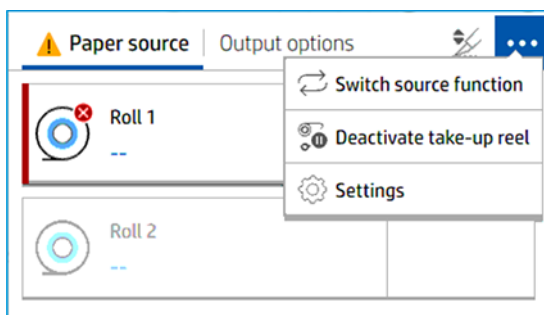 Paper source
Output options
Switch source function
Roll 1
--
Deactivate take-up reel
Settings
Roll 2
--